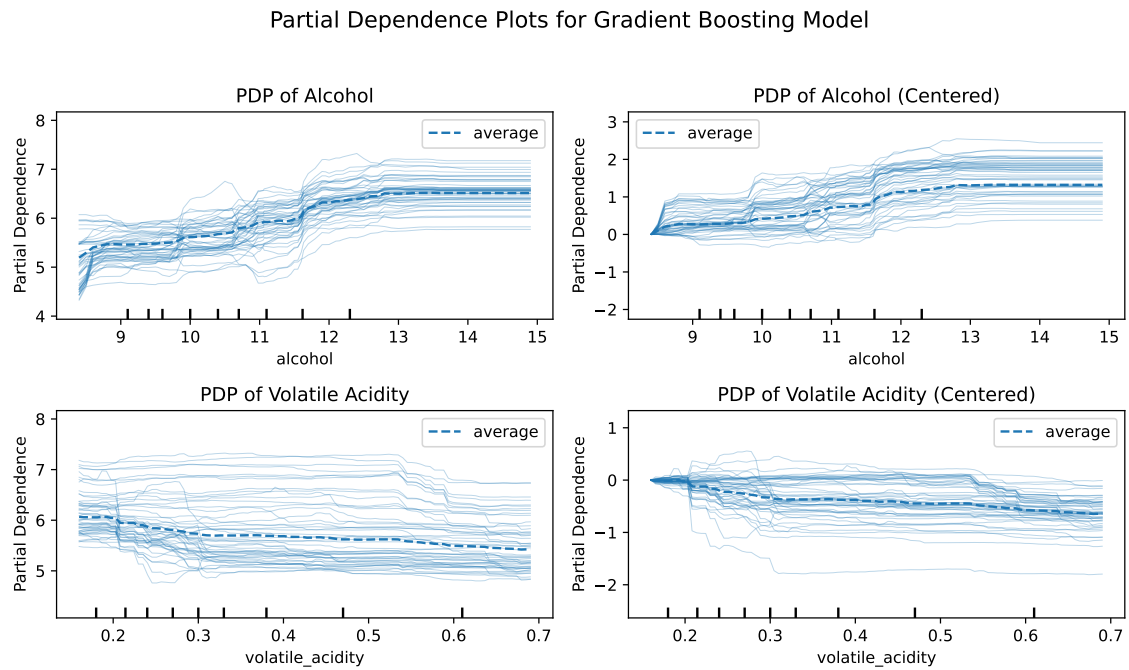 Partial Dependence Plots for Gradient Boosting Model
PDP of Alcohol
Partial Dependence
8
7
6
5
4
average
9 10 11 12 13 14 15
alcohol
PDP of Alcohol (Centered)
Partial Dependence
3
2
1
0
−1
−2
average
9 10 11 12 13 14 15
alcohol
PDP of Volatile Acidity
Partial Dependence
8
7
6
5
average
0.2 0.3 0.4 0.5 0.6 0.7
volatile_acidity
PDP of Volatile Acidity (Centered)
Partial Dependence
1
0
−1
−2
average
0.2 0.3 0.4 0.5 0.6 0.7
volatile_acidity